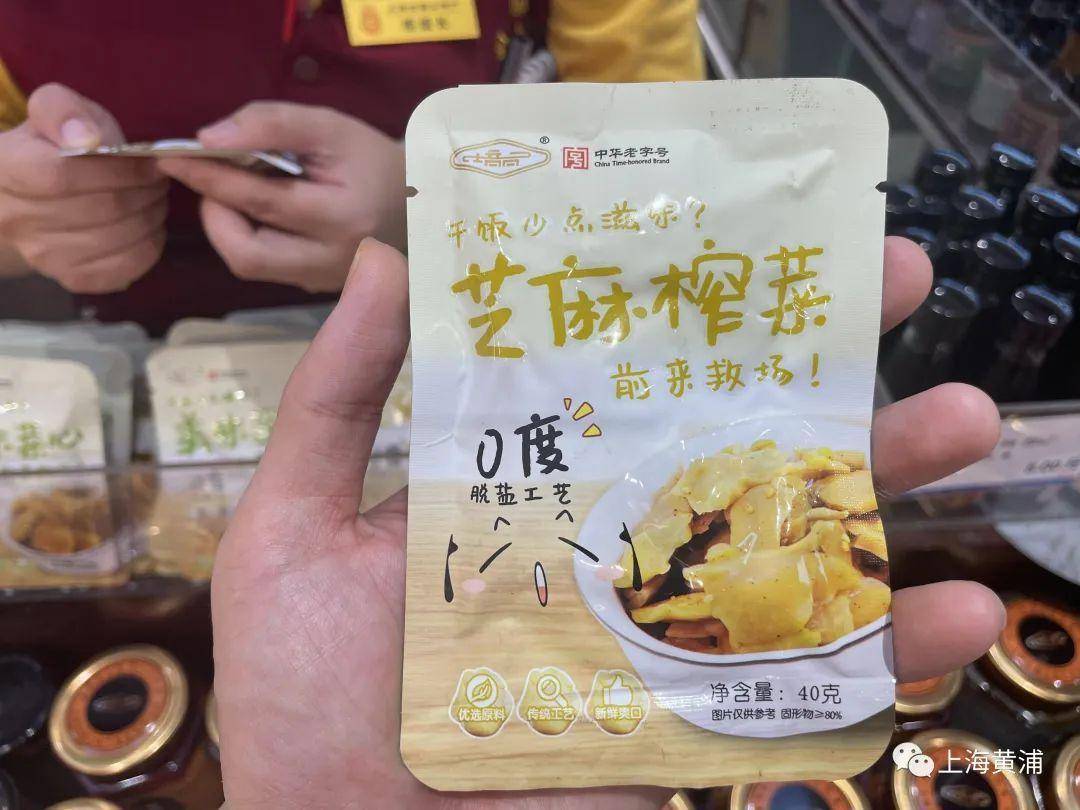 中华老字号
China Time-honored Brand
午饭少点滋味？
芝麻榨菜
前来救场！
0度
脱盐工艺
优选原料
传统工艺
新鲜爽口
净含量：40克
图片仅供参考 固形物≥80%
上海黄浦